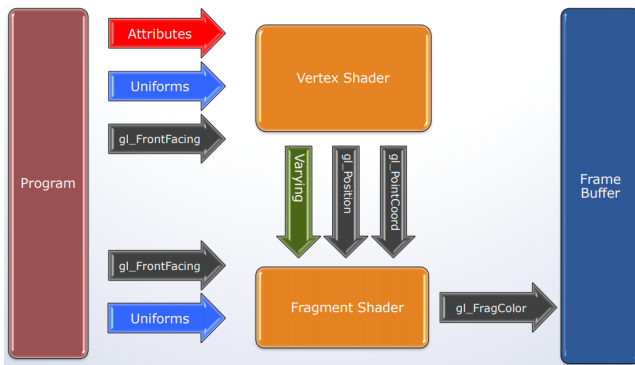 Program
Attributes
Uniforms
gl_FrontFacing
Vertex Shader
Varying
gl_Position
gl_PointCoord
gl_FrontFacing
Uniforms
Fragment Shader
gl_FragColor
Frame
Buffer